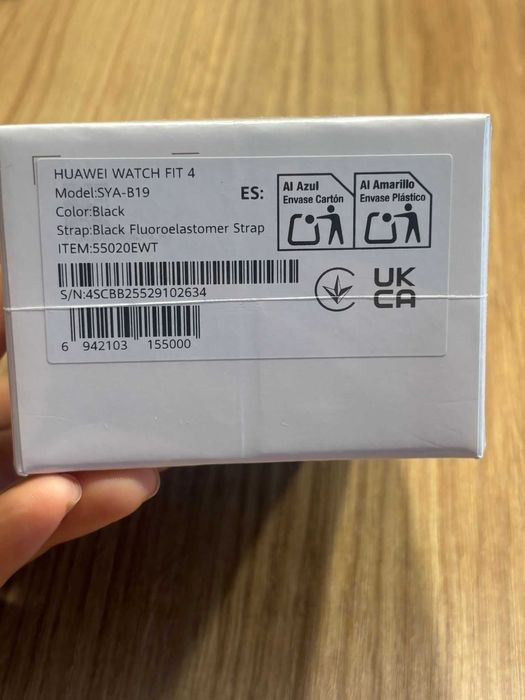 HUAWEI WATCH FIT 4
Model:SYA-B19
Color:Black
Strap:Black Fluoroelastomer Strap
ITEM:55020EWT
S/N:4SCBB25529102634
6 942103 155000
ES:
Al Azul
Envase Cartón
Al Amarillo
Envase Plástico
UK
CA